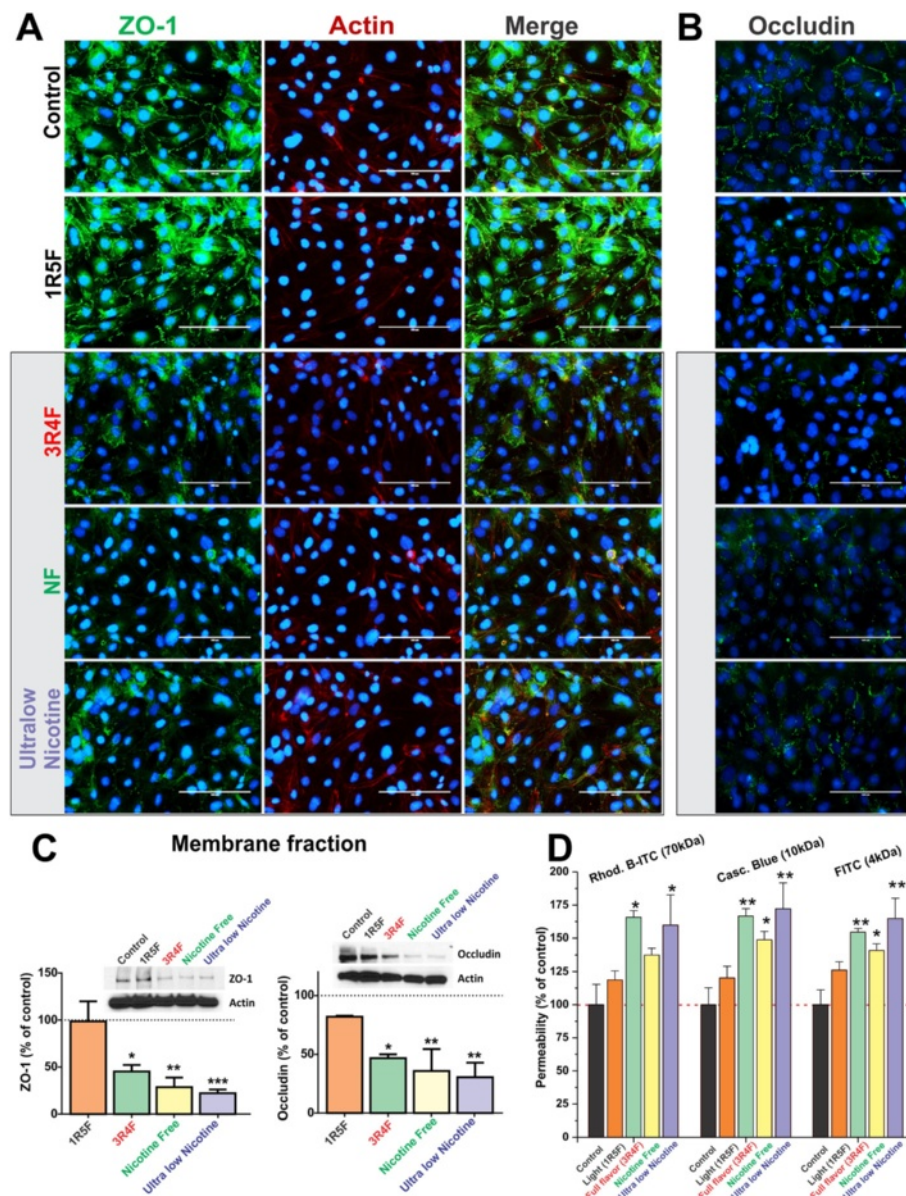 A
ZO-1
Actin
Merge
B
Occludin
Control
1R5F
3R4F
NF
Ultralow
Nicotine
C
Membrane fraction
Control
1R5F
3R4F
Nicotine Free
Ultra low Nicotine
ZO-1
Actin
ZO-1 (% of control)
150
100
50
0
*
**
***
1R5F
3R4F
Nicotine Free
Ultra low Nicotine
Control
1R5F
3R4F
Nicotine Free
Ultra low Nicotine
Occludin
Actin
Occludin (% of control)
100
80
60
40
20
0
*
**
**
1R5F
3R4F
Nicotine Free
Ultra low Nicotine
D
Rhod. B-ITC (70kDa)
Casc. Blue (10kDa)
FITC (4kDa)
Permeability (% of control)
200
175
150
125
100
75
50
25
0
*
*
**
*
**
**
*
**
Control
Light (1R5F)
Full flavor (3R4F)
Nicotine Free
Ultra low Nicotine
Control
Light (1R5F)
Full flavor (3R4F)
Nicotine Free
Ultra low Nicotine
Control
Light (1R5F)
Full flavor (3R4F)
Nicotine Free
Ultra low Nicotine